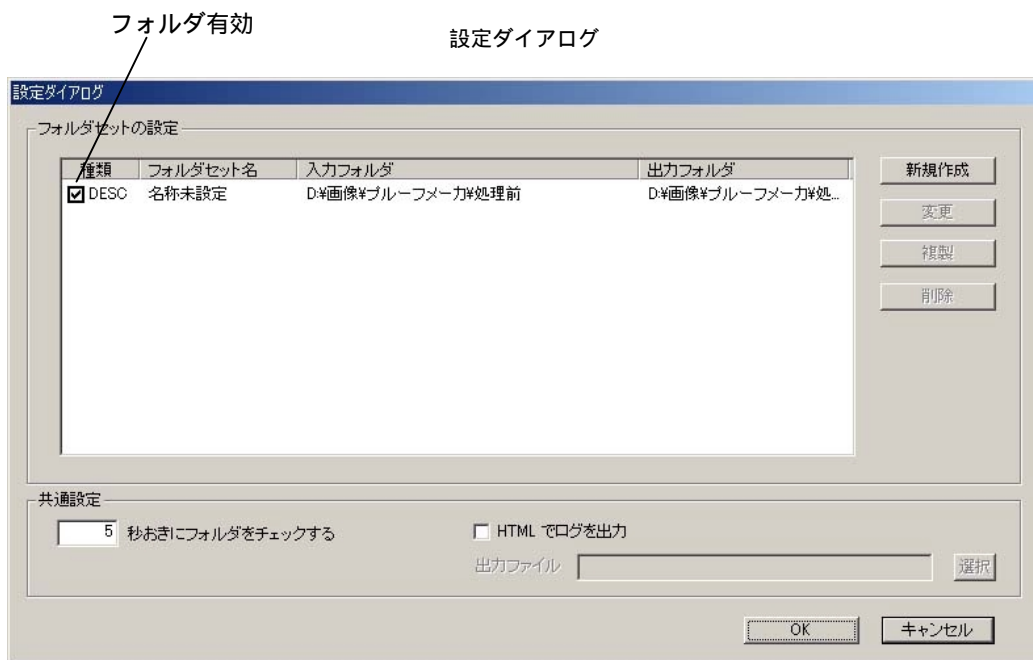 フォルダ有効
設定ダイアログ
設定ダイアログ
フォルダセットの設定
種類 フォルダセット名 入力フォルダ 出力フォルダ
DESC 名称未設定 D:¥画像¥プルーフメーカ¥処理前 D:¥画像¥プルーフメーカ¥処...
新規作成
変更
複製
削除
共通設定
5 秒おきにフォルダをチェックする
HTML でログを出力
出力ファイル
選択
OK
キャンセル